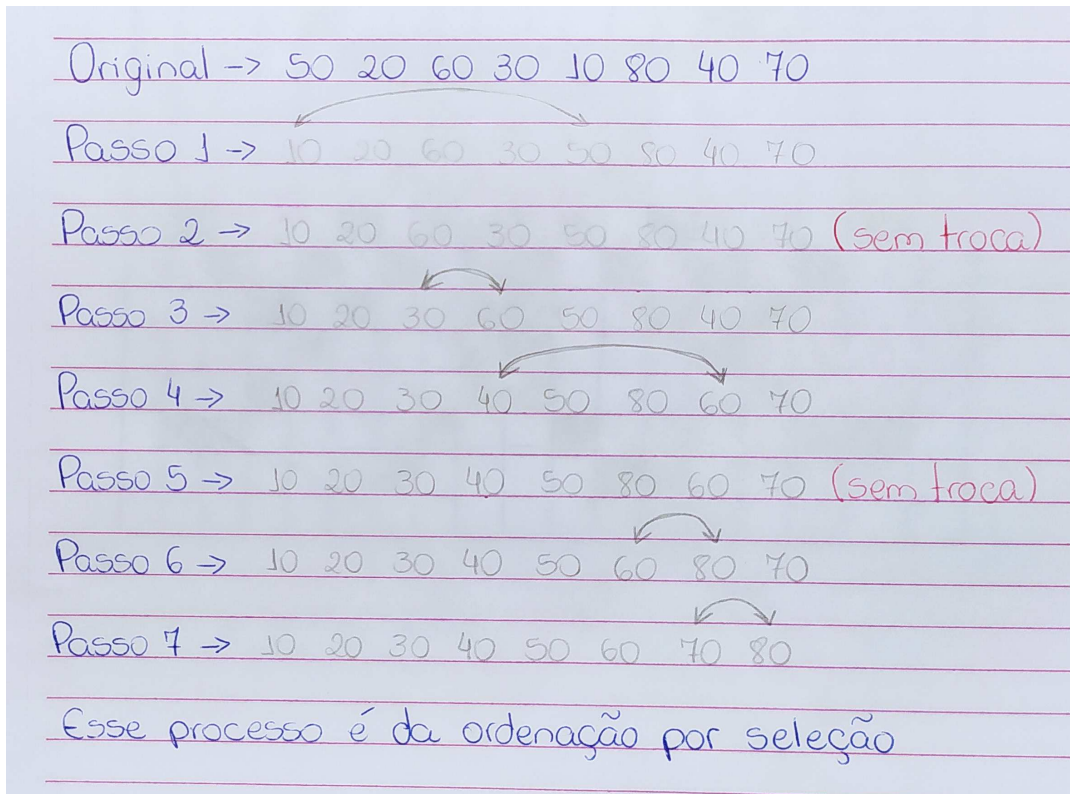 Original -> 50 20 60 30 10 80 40 70
Passo 1 -> 10 20 60 30 50 80 40 70
Passo 2 -> 10 20 60 30 50 80 40 70 (sem troca)
Passo 3 -> 10 20 30 60 50 80 40 70
Passo 4 -> 10 20 30 40 50 80 60 70
Passo 5 -> 10 20 30 40 50 80 60 70 (sem troca)
Passo 6 -> 10 20 30 40 50 60 80 70
Passo 7 -> 10 20 30 40 50 60 70 80
Esse processo é da ordenação por seleção